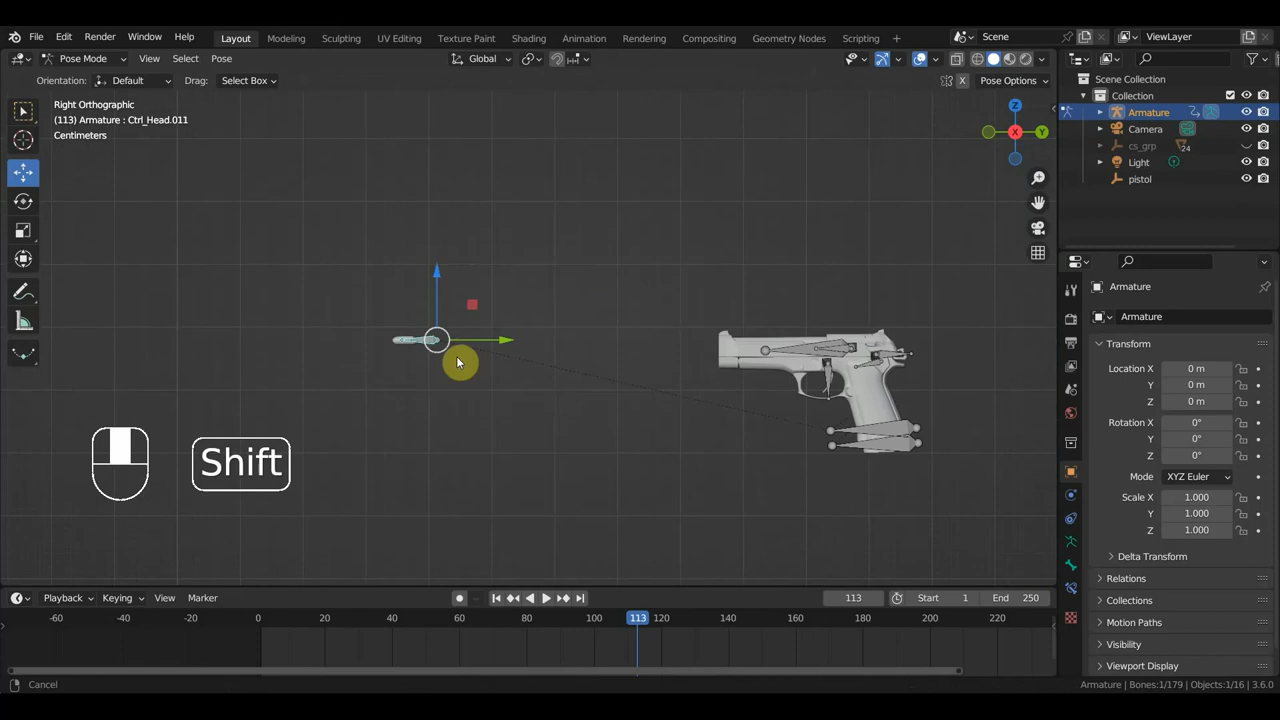 File Edit Render Window Help Layout Modeling Sculpting UV Editing Texture Paint Shading Animation Rendering Compositing Geometry Nodes Scripting + Scene ViewLayer
Pose Mode View Select Pose Global
Orientation: Default Drag: Select Box X Pose Options
Right Orthographic
(113) Armature : Ctrl_Head.011
Centimeters
Z
X
Y
Scene Collection
Collection
Armature
Camera
cs_grp 24
Light
pistol
Armature
Armature
Transform
Location X 0 m
Y 0 m
Z 0 m
Rotation X 0°
Y 0°
Z 0°
Mode XYZ Euler
Scale X 1.000
Y 1.000
Z 1.000
Delta Transform
Relations
Collections
Motion Paths
Visibility
Viewport Display
Shift
Playback Keying View Marker 113 Start 1 End 250
-60 -40 -20 0 20 40 60 80 100 113 120 140 160 180 200 220
Cancel
Armature | Bones:1/179 | Objects:1/16 | 3.6.0